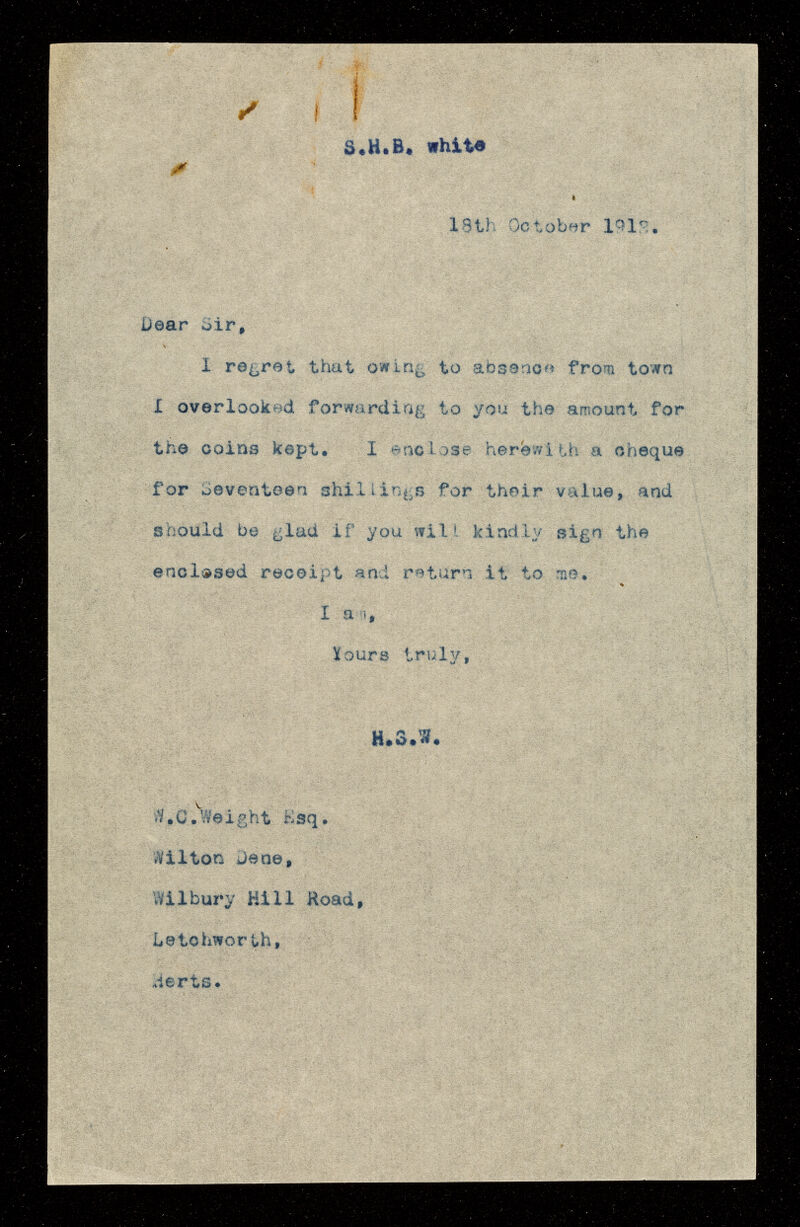 S.H.B. white
18th October
Dear Sir,
I regret that owing to absence from town
I overlooked forwarding to you the amount for
the coins kept. I enclose herewith a cheque
for Seventeen shillings for their value, and
should be glad if you will kindly sign the
enclosed receipt and return it to me.
I am,
Yours truly,
H.S.W.
W.C.Weight Esq.
Wilton Dene,
Wilbury Hill Road,
Letchworth,
Herts.